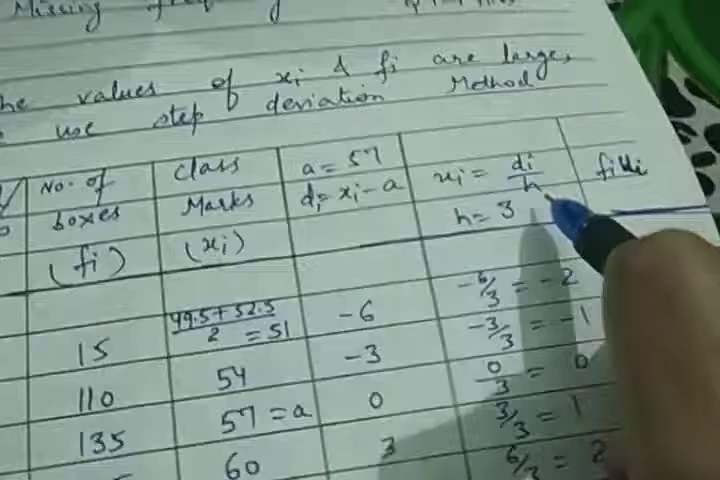 Missing
he values of xi & fi are large,
use step deviation Method
No. of boxes (fi)
Class Marks (xi)
a = 57
di = xi - a
ui = di/h
h = 3
fiui
15 (49.5 + 52.5)/2 = 51 -6 -6/3 = -2
110 54 -3 -3/3 = -1
135 57 = a 0 0/3 = 0
60 3 3/3 = 1
6/3 = 2